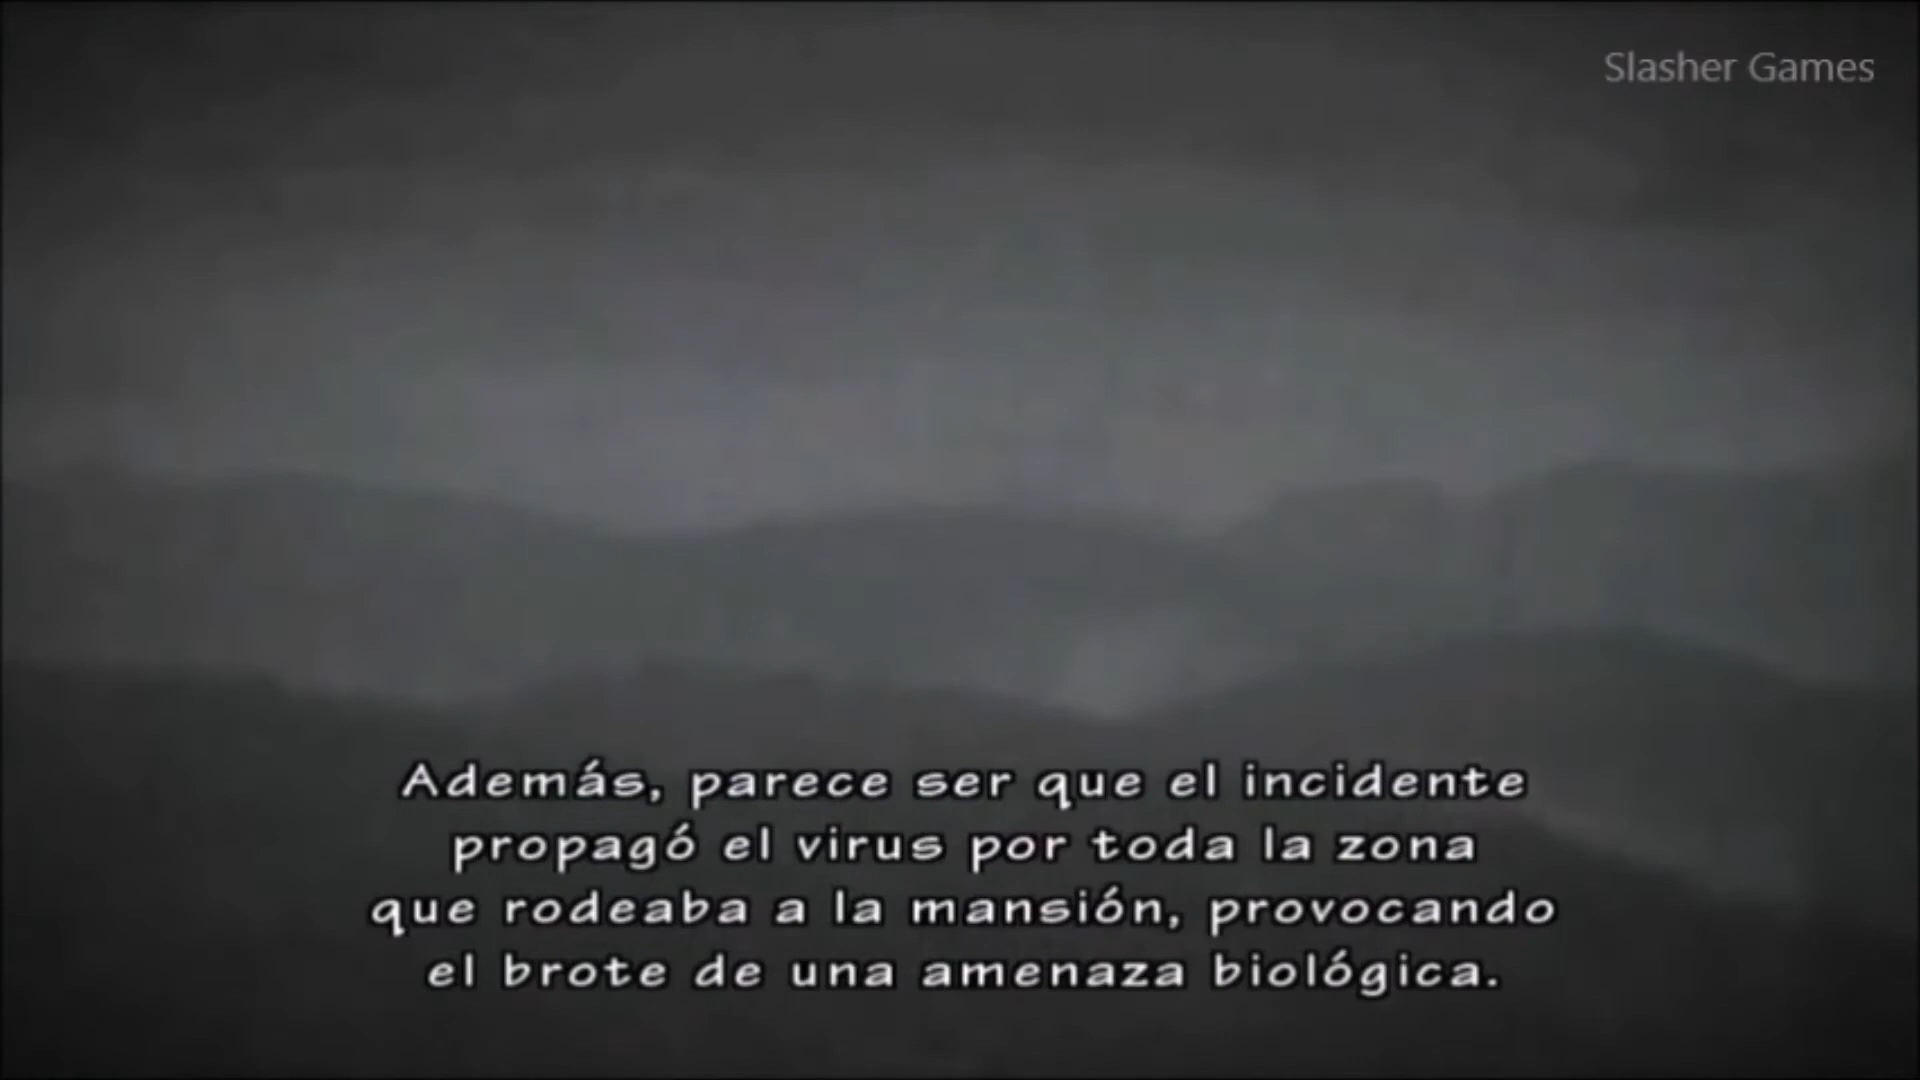 Slasher Games
Además, parece ser que el incidente
propagó el virus por toda la zona
que rodeaba a la mansión, provocando
el brote de una amenaza biológica.